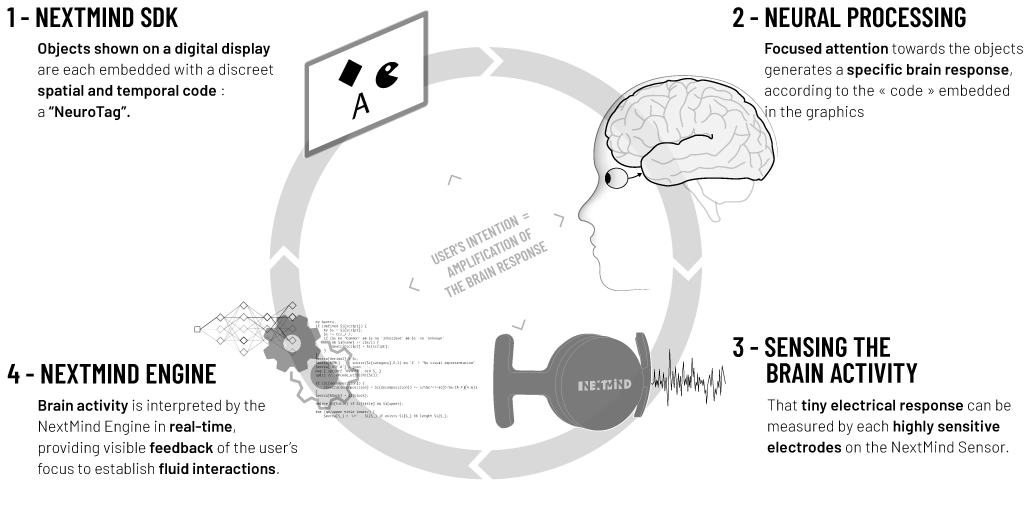 1 - NEXTMIND SDK
Objects shown on a digital display
are each embedded with a discreet
spatial and temporal code :
a “NeuroTag”.
A
2 - NEURAL PROCESSING
Focused attention towards the objects
generates a specific brain response,
according to the « code » embedded
in the graphics
USER'S INTENTION =
AMPLIFICATION OF
THE BRAIN RESPONSE
3 - SENSING THE
BRAIN ACTIVITY
That tiny electrical response can be
measured by each highly sensitive
electrodes on the NextMind Sensor.
NEXTMIND
4 - NEXTMIND ENGINE
Brain activity is interpreted by the
NextMind Engine in real-time,
providing visible feedback of the user's
focus to establish fluid interactions.